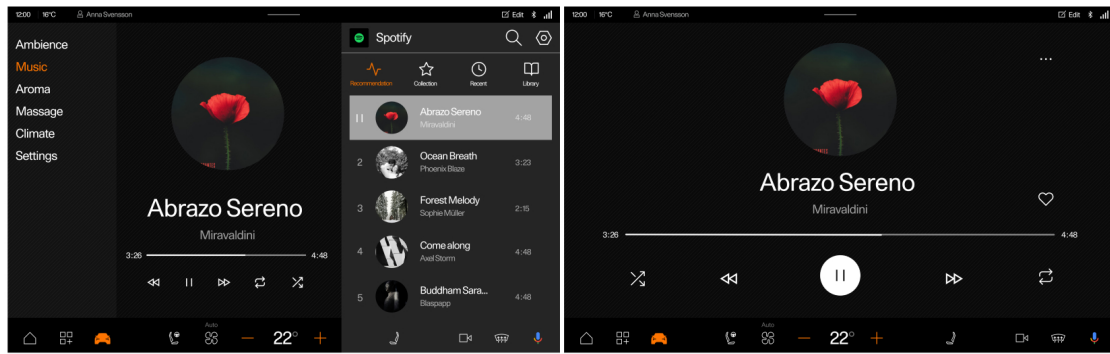 12:00 16°C Anna Svensson Edit
Ambience
Music
Aroma
Massage
Climate
Settings
Abrazo Sereno
Miravaldini
3:26 4:48
Spotify
Recommendation Collection Recent Library
Abrazo Sereno
Miravaldini
4:48
2 Ocean Breath
Phoenix Blaze
3:23
3 Forest Melody
Sophie Müller
2:15
4 Come along
Axel Storm
4:48
5 Buddham Sara...
Blaspapp
4:48
Auto
22°
12:00 16°C Anna Svensson Edit
Abrazo Sereno
Miravaldini
3:26 4:48
Auto
22°